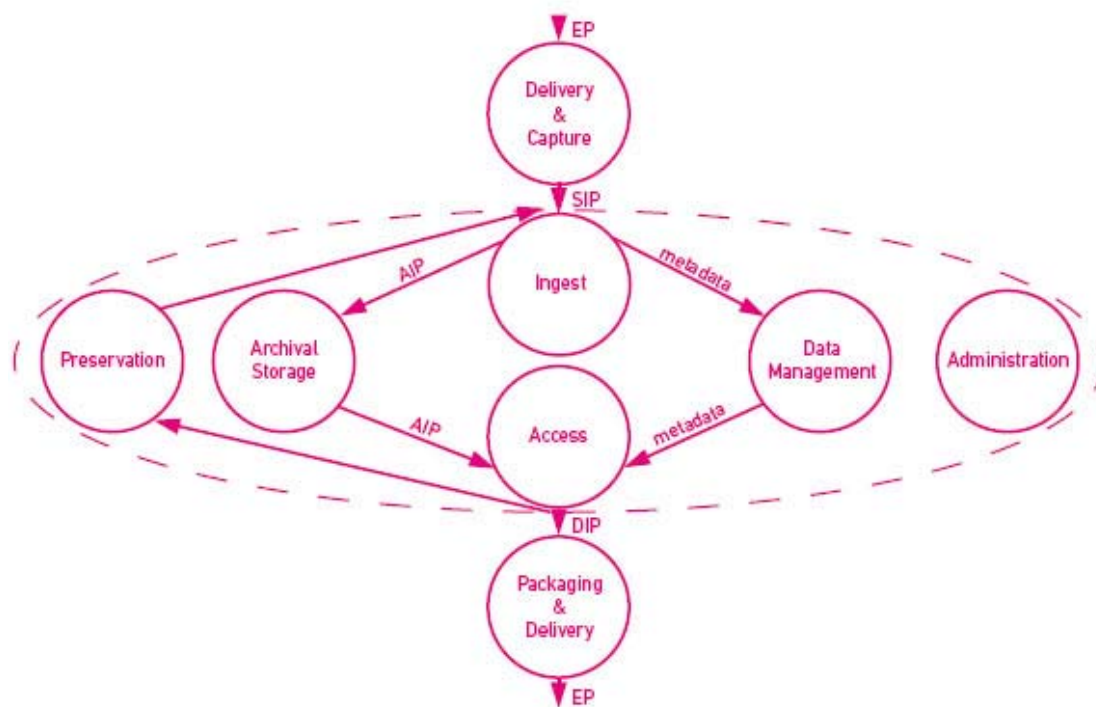 EP
Delivery
&
Capture
SIP
AIP
Ingest
metadata
Preservation
Archival
Storage
Data
Management
Administration
AIP
Access
metadata
DIP
Packaging
&
Delivery
EP